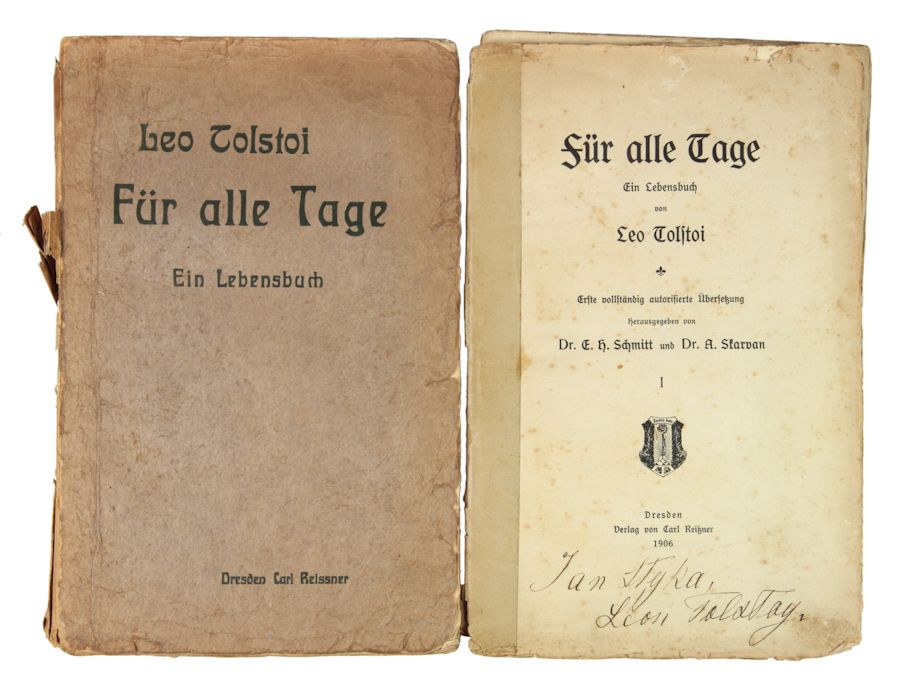 Leo Tolstoi
Für alle Tage
Ein Lebensbuch
Dresden Carl Reissner
Für alle Tage
Ein Lebensbuch
von
Leo Tolſtoi
Erſte vollſtändig autoriſierte Überſetzung
Herausgegeben von
Dr. E. H. Schmitt und Dr. A. Skarvan
I
Dresden
Verlag von Carl Reißner
1906
Jan Styka,
Léon Tolstoy.